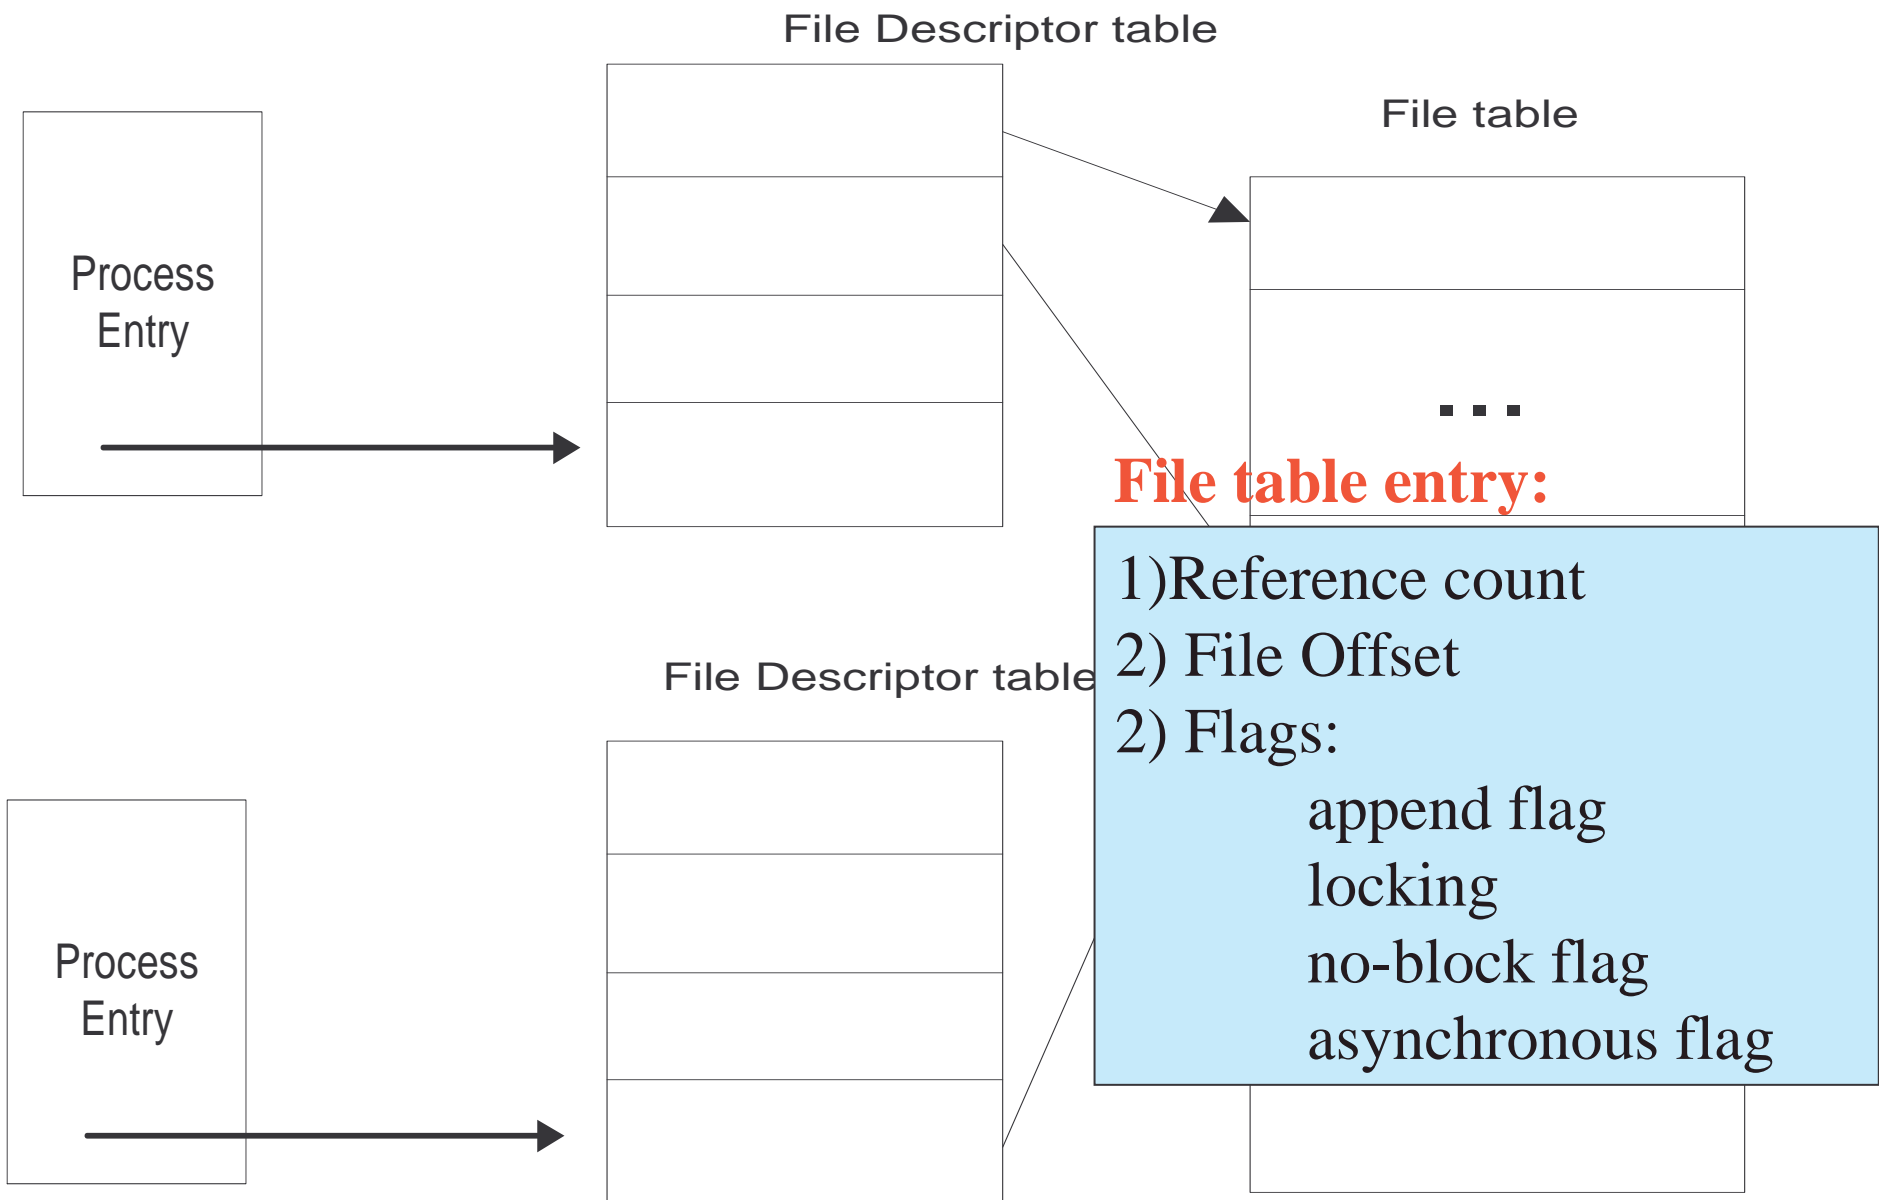 File Descriptor table
File table
Process
Entry
...
File table entry:
1)Reference count
2) File Offset
2) Flags:
append flag
locking
no-block flag
asynchronous flag
File Descriptor table
Process
Entry